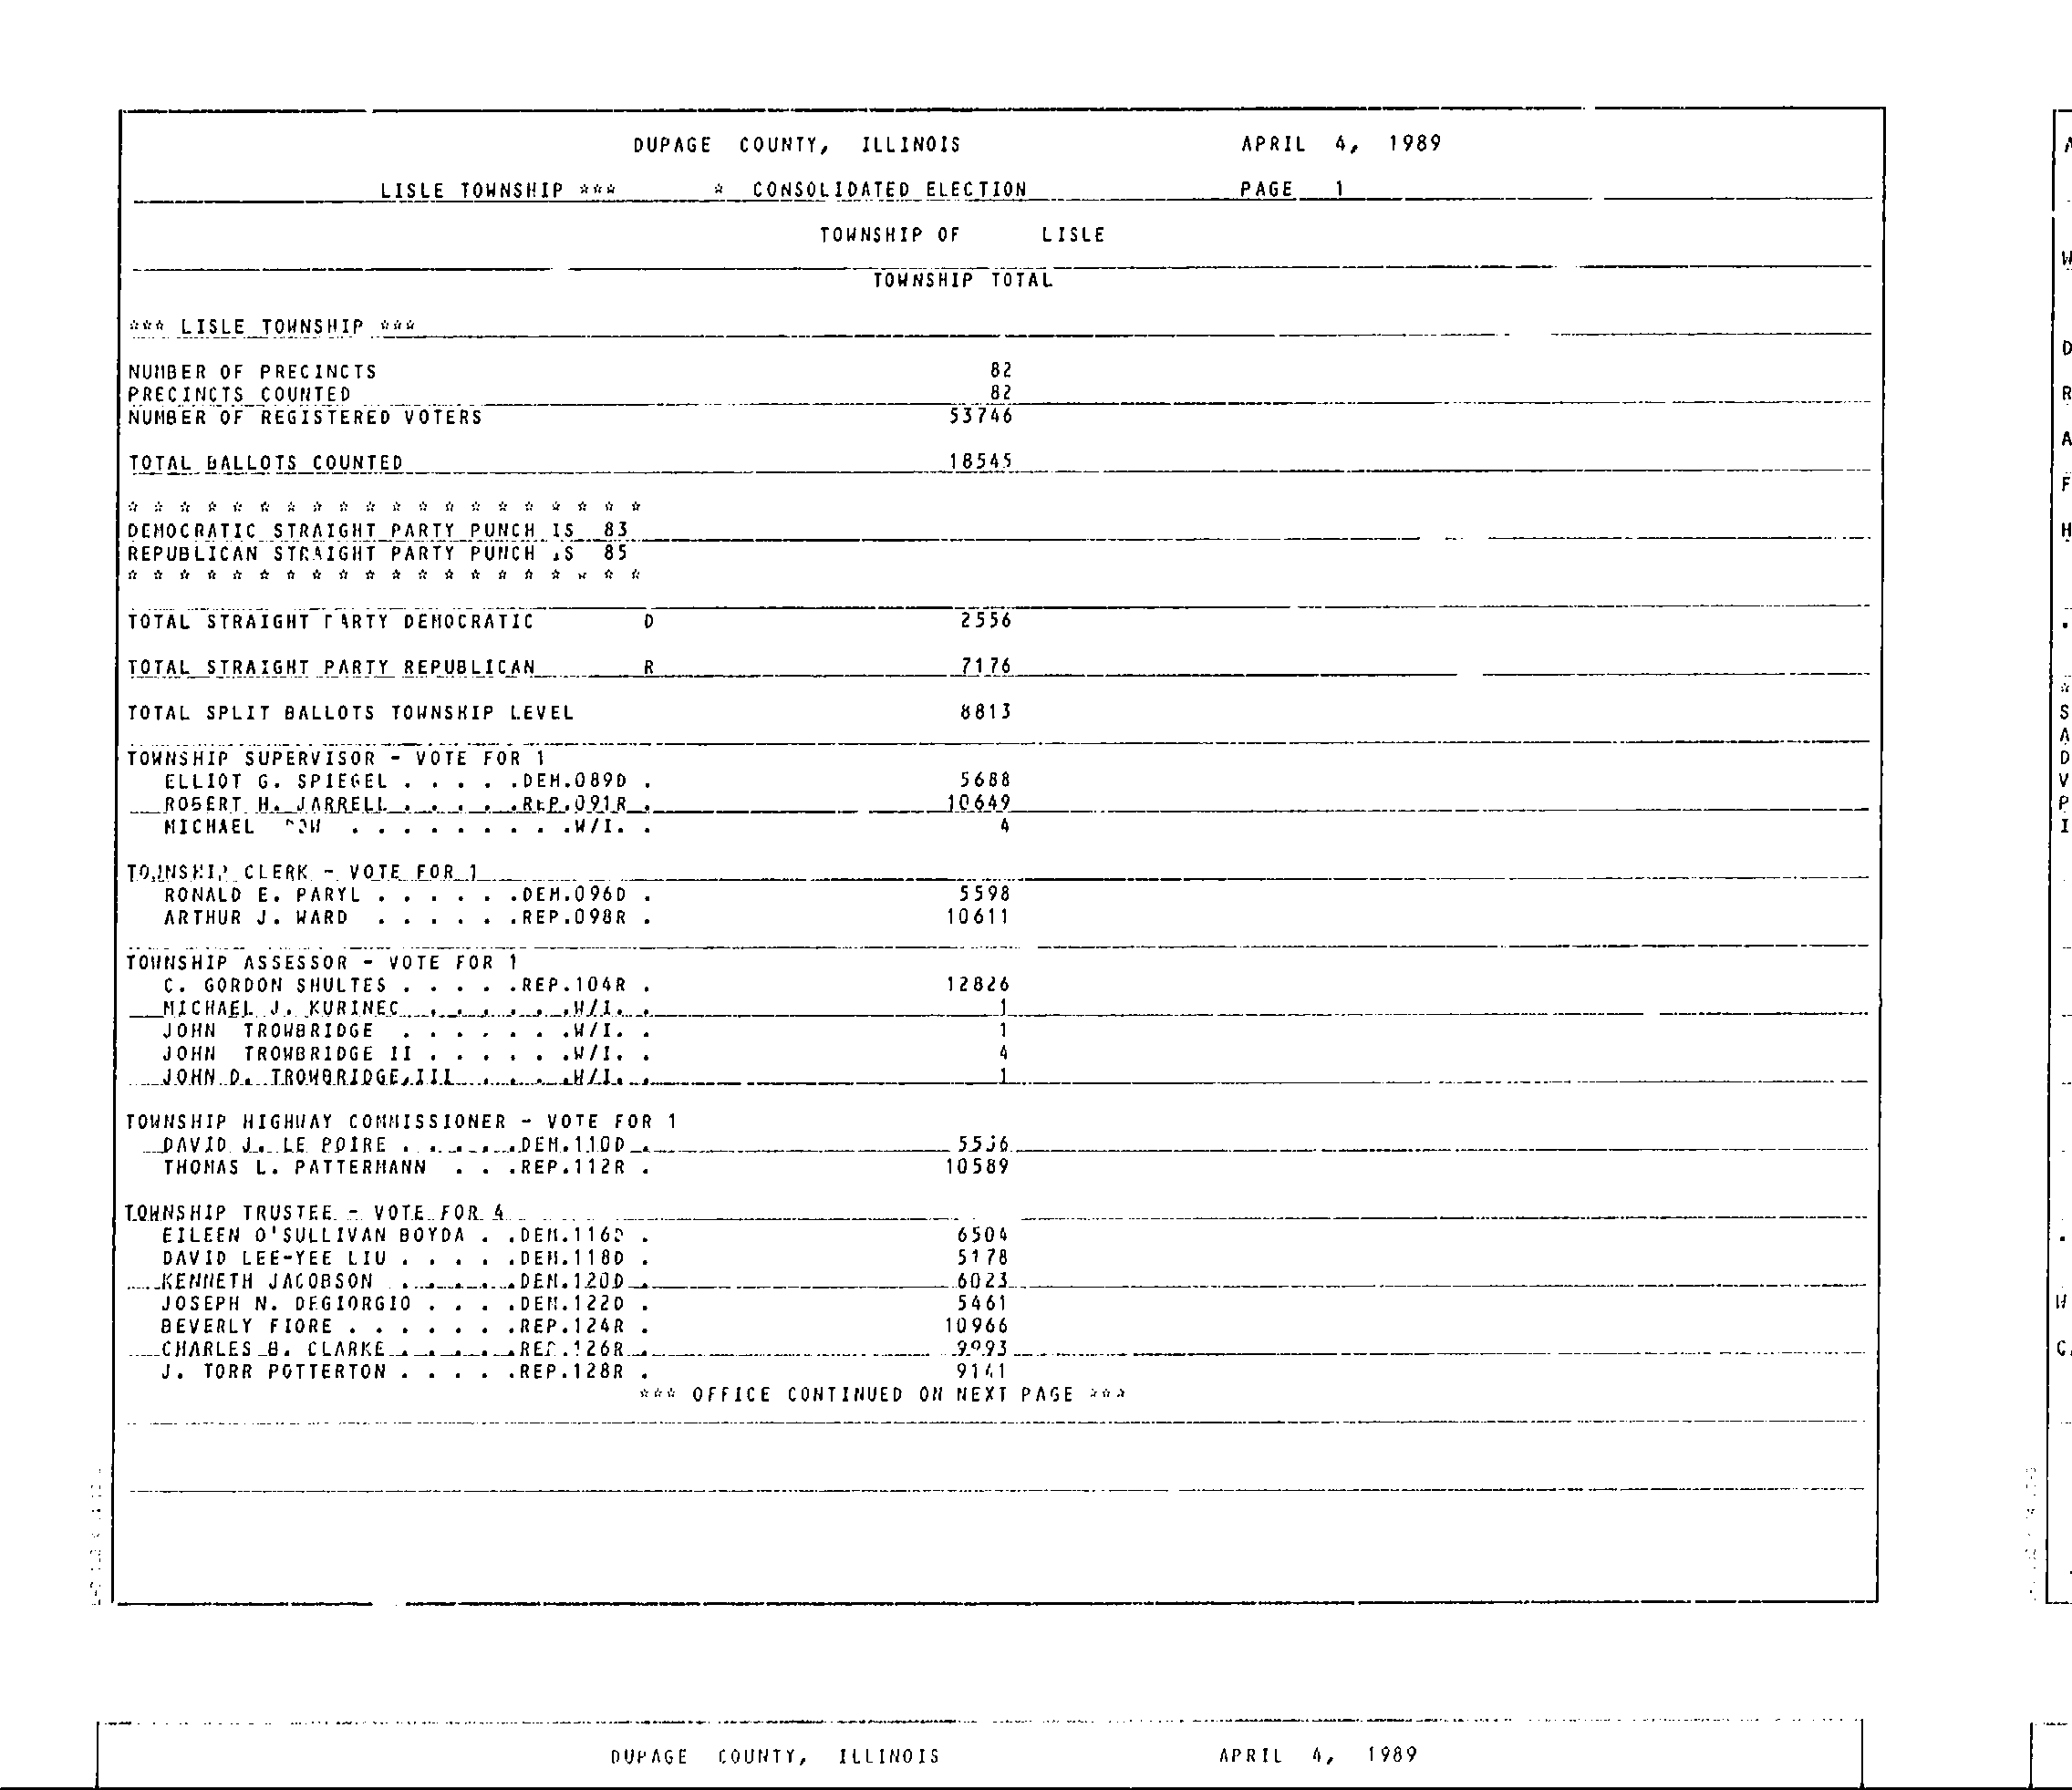 DUPAGE COUNTY, ILLINOIS APRIL 4, 1989
LISLE TOWNSHIP *** * CONSOLIDATED ELECTION PAGE 1
TOWNSHIP OF LISLE
TOWNSHIP TOTAL
*** LISLE TOWNSHIP ***
NUMBER OF PRECINCTS 82
PRECINCTS COUNTED 82
NUMBER OF REGISTERED VOTERS 53746
TOTAL BALLOTS COUNTED 18545
* * * * * * * * * * * * * * * * * * * *
DEMOCRATIC STRAIGHT PARTY PUNCH IS 83
REPUBLICAN STRAIGHT PARTY PUNCH IS 85
* * * * * * * * * * * * * * * * * * * *
TOTAL STRAIGHT PARTY DEMOCRATIC D 2556
TOTAL STRAIGHT PARTY REPUBLICAN R 7176
TOTAL SPLIT BALLOTS TOWNSHIP LEVEL 8813
TOWNSHIP SUPERVISOR - VOTE FOR 1
ELLIOT G. SPIEGEL . . . . .DEM.089D . 5688
ROBERT H. JARRELL . . . . .REP.091R . 10649
MICHAEL . . . . . . . . .W/I. . 4
TOWNSHIP CLERK - VOTE FOR 1
RONALD E. PARYL . . . . . .DEM.096D . 5598
ARTHUR J. WARD . . . . . .REP.098R . 10611
TOWNSHIP ASSESSOR - VOTE FOR 1
C. GORDON SHULTES . . . . .REP.104R . 12826
MICHAEL J. KURINEC . . . . . .W/I. . 1
JOHN TROWBRIDGE . . . . . . .W/I. . 1
JOHN TROWBRIDGE II . . . . . .W/I. . 4
JOHN D. TROWBRIDGE,III . . . . .W/I. . 1
TOWNSHIP HIGHWAY COMMISSIONER - VOTE FOR 1
DAVID J. LE POIRE . . . . .DEM.110D .
THOMAS L. PATTERMANN . . .REP.112R . 10589
TOWNSHIP TRUSTEE - VOTE FOR 4
EILEEN O'SULLIVAN BOYDA . .DEM.116D . 6504
DAVID LEE-YEE LIU . . . . .DEM.118D . 5178
KENNETH JACOBSON . . . . .DEM.120D . 6023
JOSEPH N. DEGIORGIO . . . .DEM.122D . 5461
BEVERLY FIORE . . . . . . .REP.124R . 10966
CHARLES B. CLARKE . . . . .REP.126R .
J. TORR POTTERTON . . . . .REP.128R .
*** OFFICE CONTINUED ON NEXT PAGE ***
DUPAGE COUNTY, ILLINOIS APRIL 4, 1989